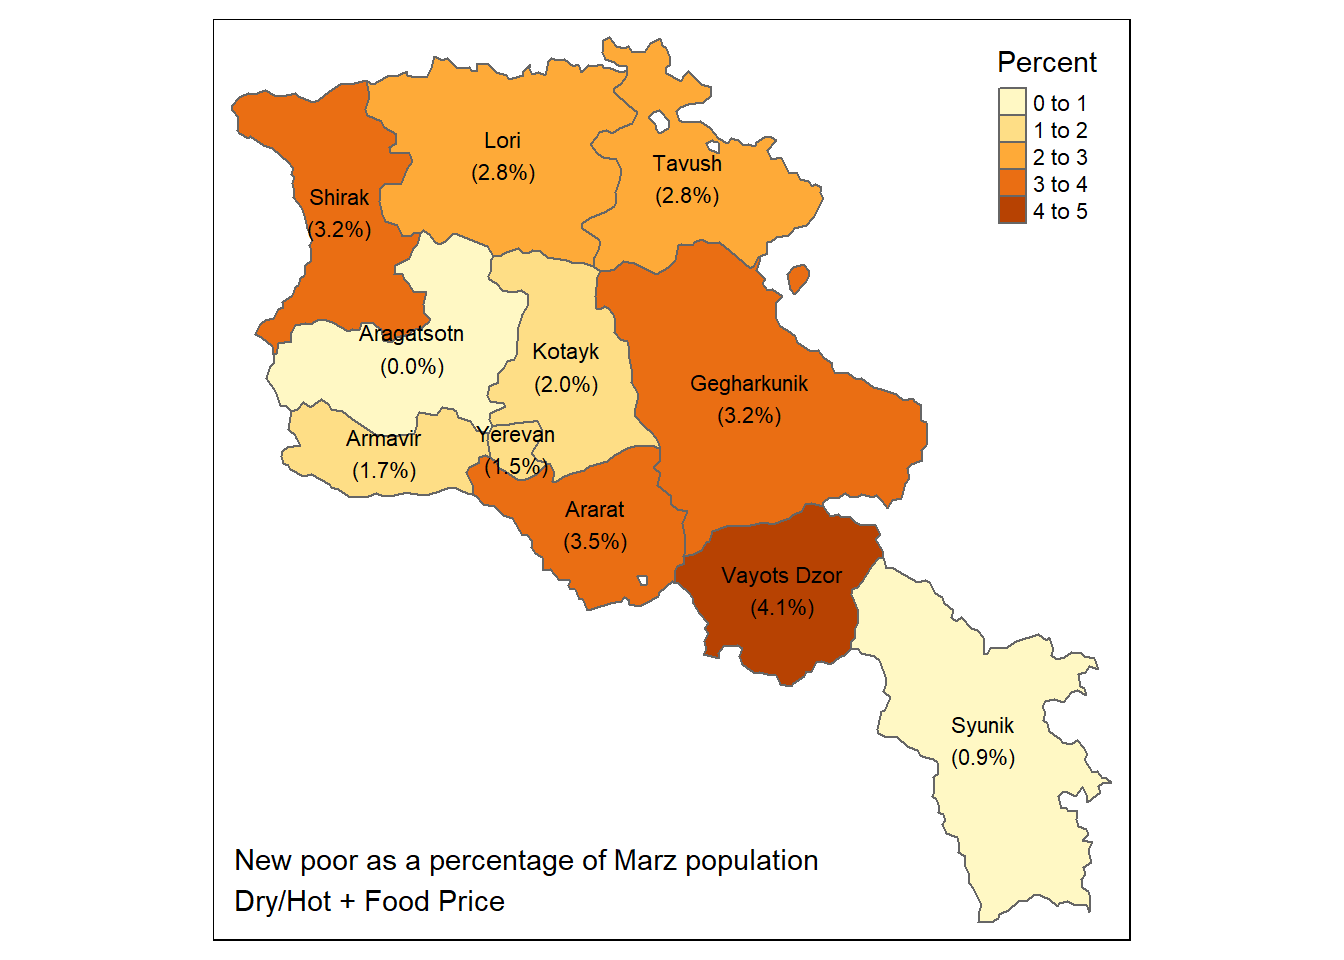 Percent
0 to 1
1 to 2
2 to 3
3 to 4
4 to 5
Lori
(2.8%)
Tavush
(2.8%)
Shirak
(3.2%)
Aragatsotn
(0.0%)
Kotayk
(2.0%)
Gegharkunik
(3.2%)
Armavir
(1.7%)
Yerevan
(1.5%)
Ararat
(3.5%)
Vayots Dzor
(4.1%)
Syunik
(0.9%)
New poor as a percentage of Marz population
Dry/Hot + Food Price